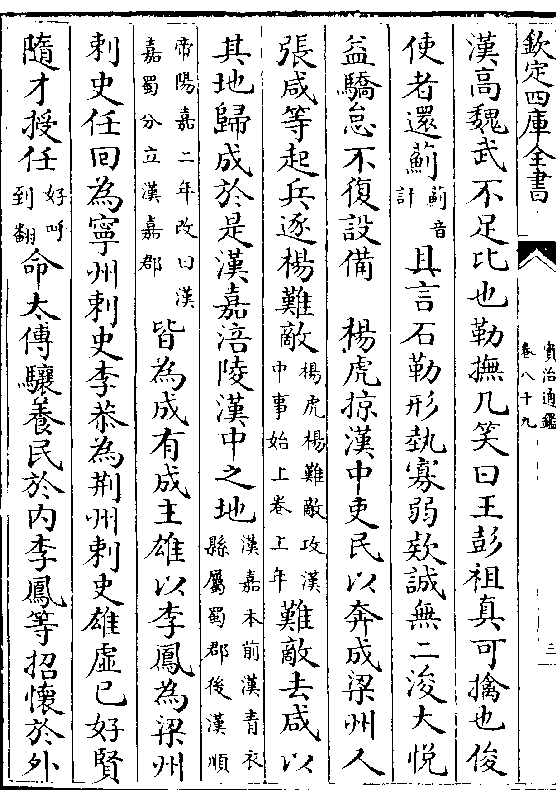 欽定四庫全書
資治通鑑
卷八十九
三
漢高魏武不足比也勒撫几笑曰王彭祖真可擒也俊
使者還薊薊音計且言石勒形埶寡弱欵誠無二浚大悅
益驕怠不復設備　楊虎掠漢中吏民以奔成梁州人
張咸等起兵逐楊難敵楊虎楊難敵攻漢中事始上卷上年難敵去咸以
其地歸成於是漢嘉涪陵漢中之地漢嘉本前漢青衣縣屬蜀郡後漢順
帝陽嘉二年改曰漢嘉蜀分立漢嘉郡皆為成有成主雄以李鳳為梁州
刺史任回為寧州刺史李恭為荆州刺史雄虚己好賢
隨才授任好呼到翻命太傅驤養民於内李鳳等招懷於外